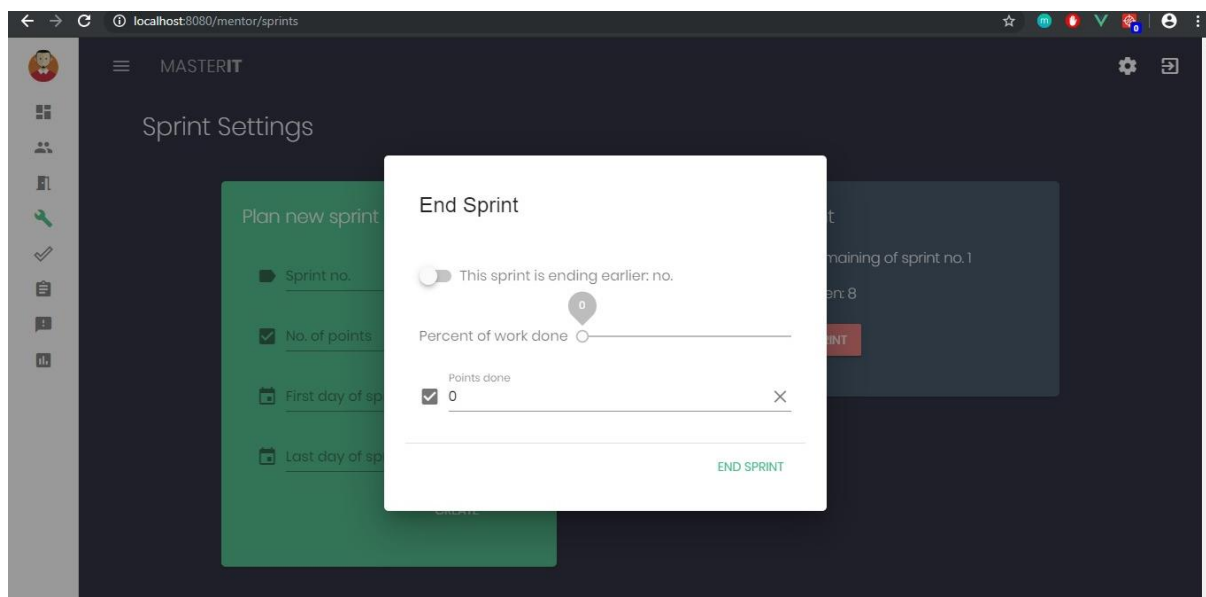 localhost:8080/mentor/sprints
m
0
MASTERIT
Sprint Settings
Plan new sprint
Sprint no.
No. of points
First day of sp
Last day of sp
End Sprint
This sprint is ending earlier: no.
0
Percent of work done
Points done
0
END SPRINT
maining of sprint no. 1
en: 8